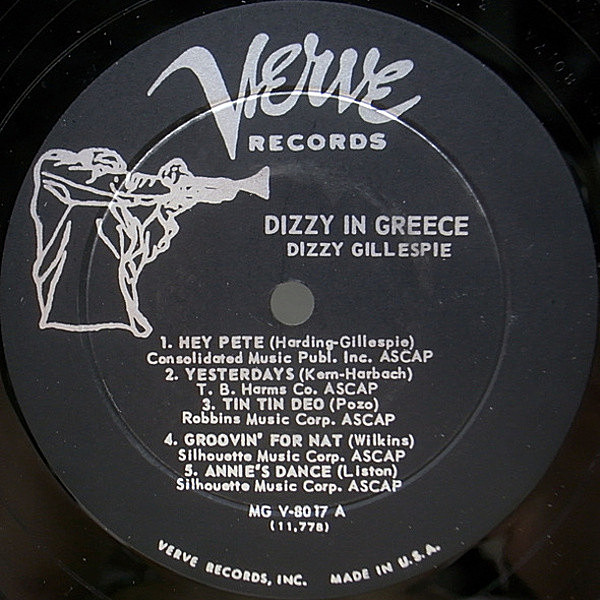 Verve
RECORDS
DIZZY IN GREECE
DIZZY GILLESPIE
1. HEY PETE (Harding-Gillespie)
Consolidated Music Publ. Inc. ASCAP
2. YESTERDAYS (Kern-Harbach)
T. B. Harms Co. ASCAP
3. TIN TIN DEO (Pozo)
Robbins Music Corp. ASCAP
4. GROOVIN' FOR NAT (Wilkins)
Silhouette Music Corp. ASCAP
5. ANNIE'S DANCE (Liston)
Silhouette Music Corp. ASCAP
MG V-8017 A
(11,778)
VERVE RECORDS, INC. MADE IN U.S.A.